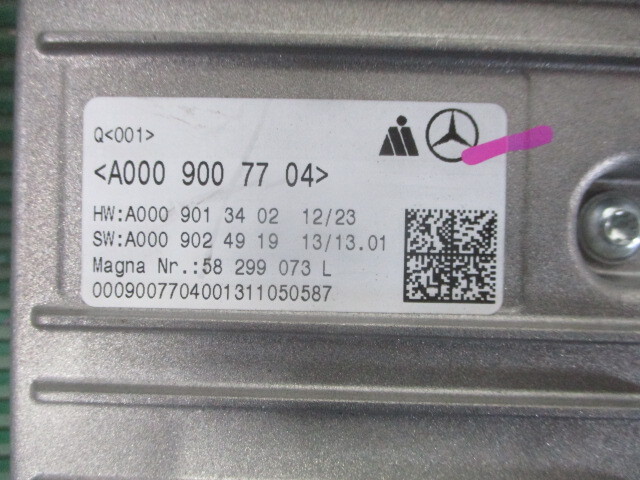 Q<001>
<A000 900 77 04>
HW:A000 901 34 02 12/23
SW:A000 902 49 19 13/13.01
Magna Nr.:58 299 073 L
0009007704001311050587